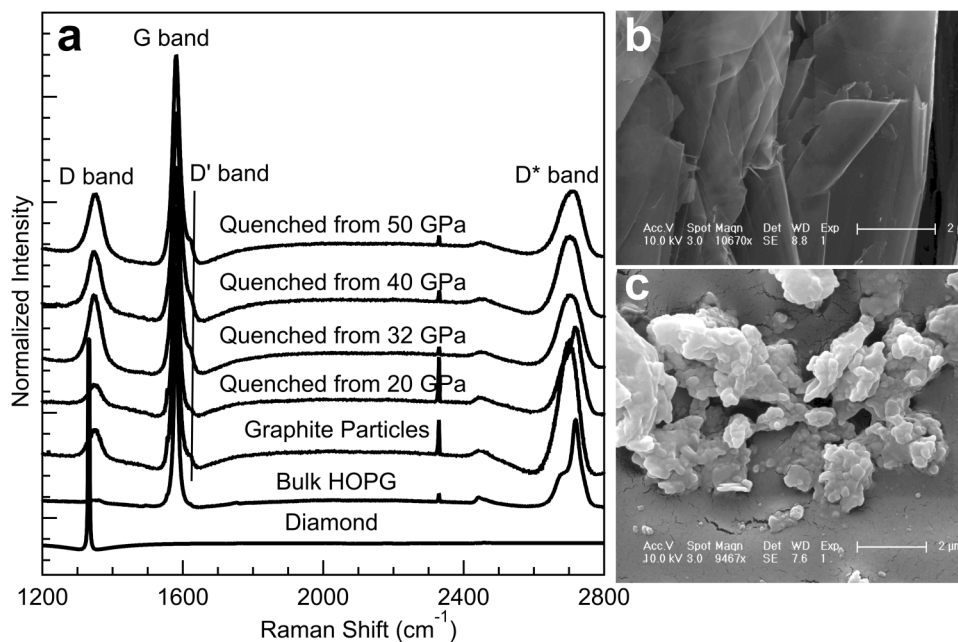 a
G band
D band
D' band
D* band
Quenched from 50 GPa
Quenched from 40 GPa
Quenched from 32 GPa
Quenched from 20 GPa
Graphite Particles
Bulk HOPG
Diamond
Normalized Intensity
1200 1600 2000 2400 2800
Raman Shift (cm⁻¹)
b
Acc.V Spot Magn Det WD Exp
10.0 kV 3.0 10670x SE 8.8 1 2
c
Acc.V Spot Magn Det WD Exp
10.0 kV 3.0 9467x SE 7.6 1 2 µm